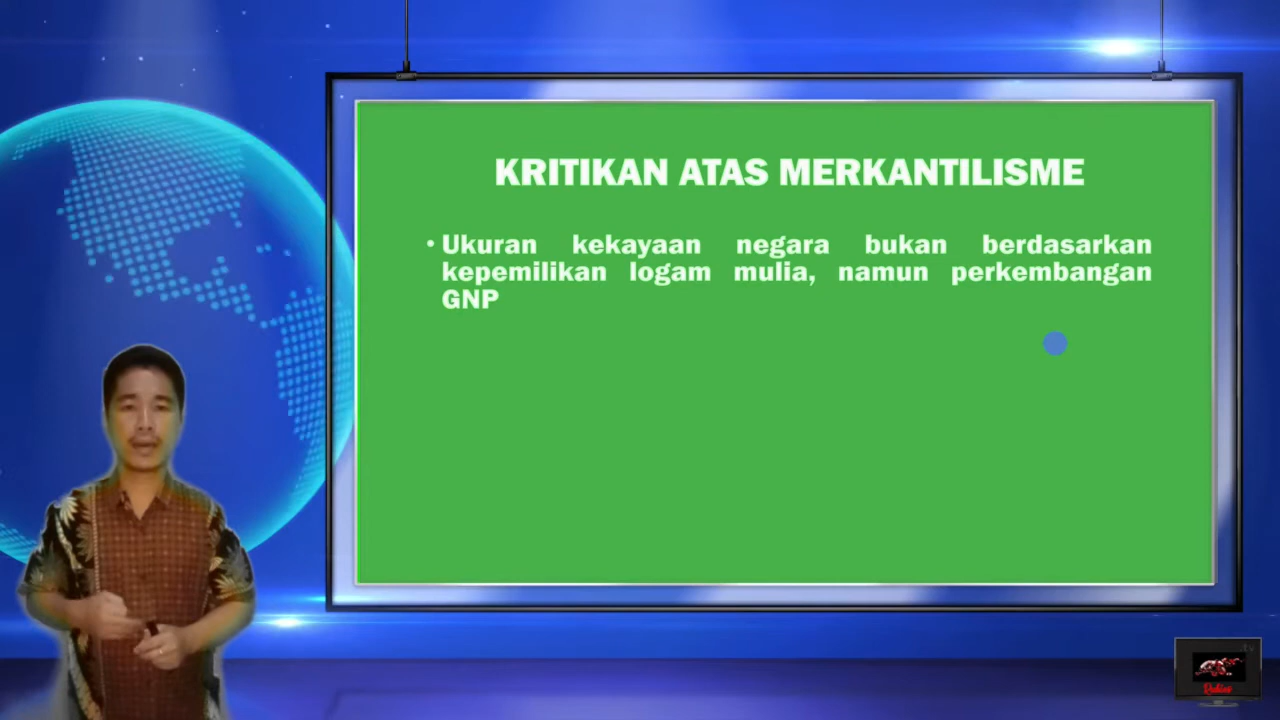 KRITIKAN ATAS MERKANTILISME
• Ukuran kekayaan negara bukan berdasarkan
kepemilikan logam mulia, namun perkembangan
GNP